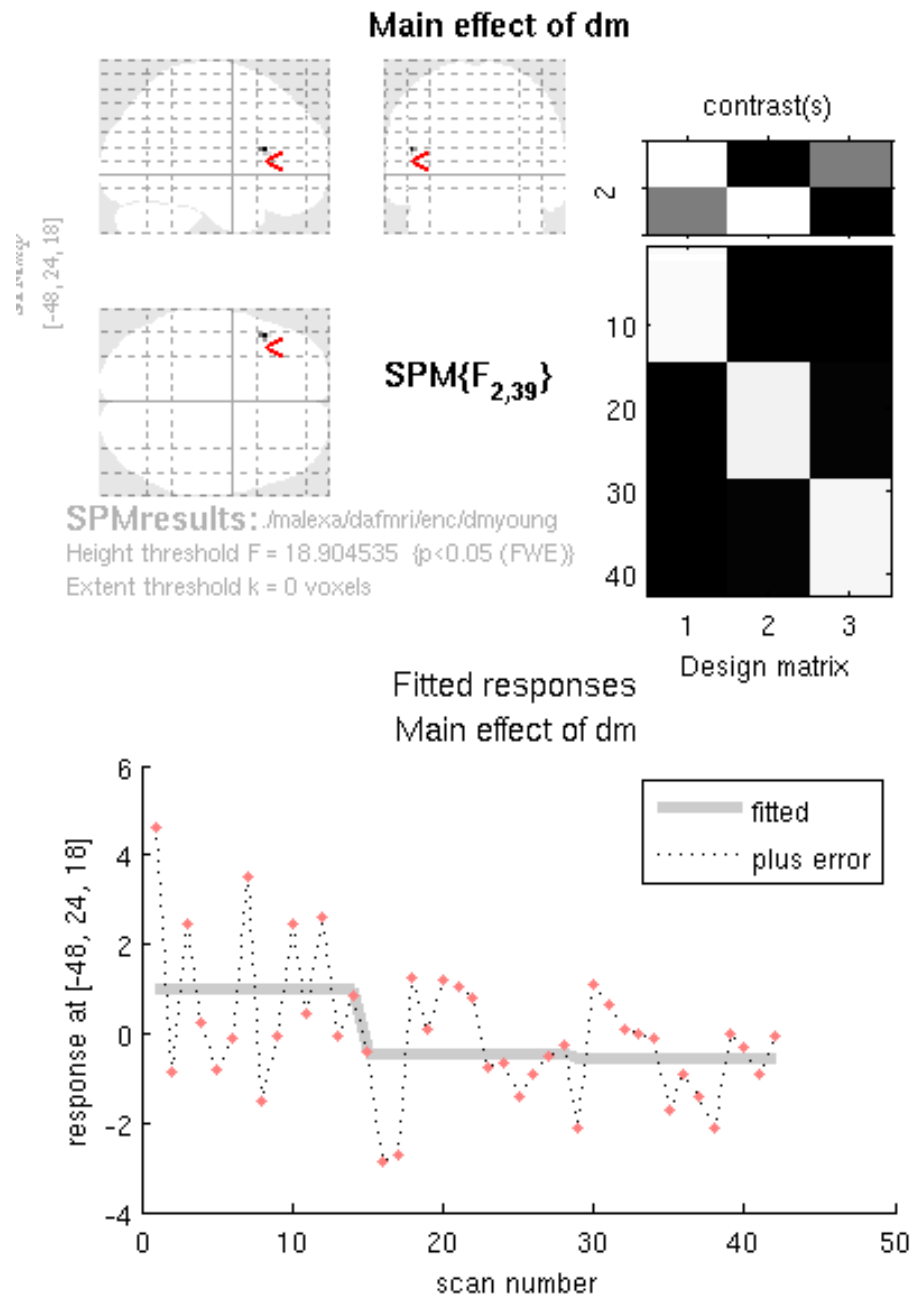 Main effect of dm
contrast(s)
2
[-48, 24, 18]
10
20
30
40
1 2 3
Design matrix
SPM{F2,39}
SPMresults: ./malexa/dafmri/enc/dmyoung
Height threshold F = 18.904535 {p<0.05 (FWE)}
Extent threshold k = 0 voxels
Fitted responses
Main effect of dm
fitted
plus error
response at [-48, 24, 18]
6
4
2
0
-2
-4
0 10 20 30 40 50
scan number